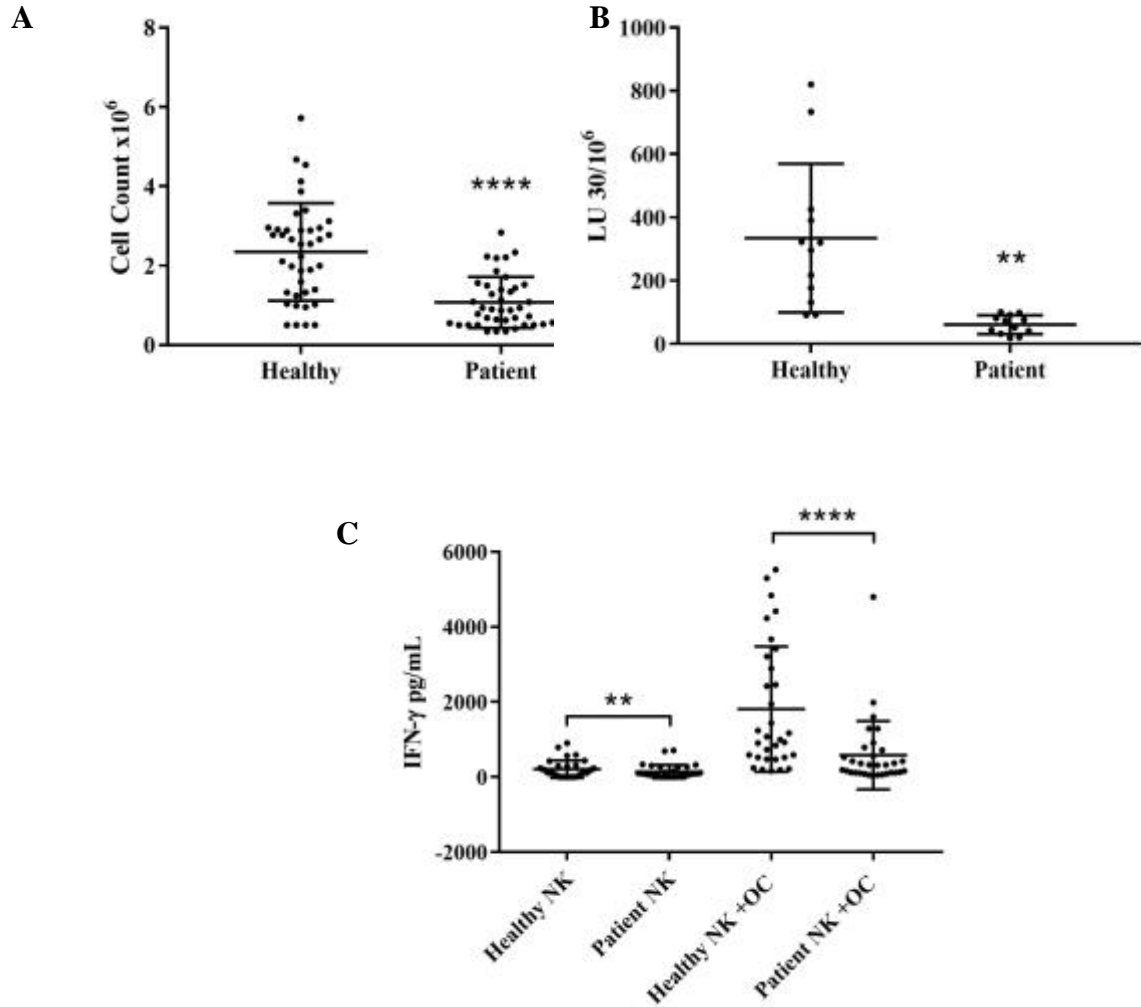 A
Cell Count x10⁶
8
6
4
2
0
****
Healthy Patient
B
LU 30/10⁶
1000
800
600
400
200
0
**
Healthy Patient
C
IFN-γ pg/mL
6000
4000
2000
0
-2000
**
****
Healthy NK
Patient NK
Healthy NK +OC
Patient NK +OC